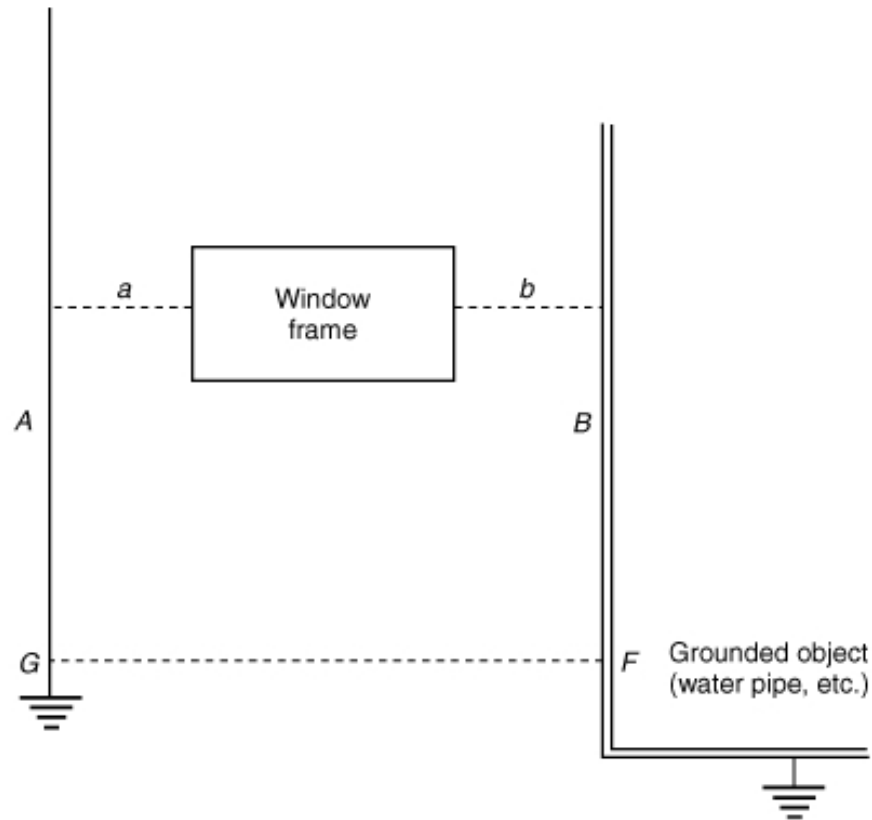 a
Window
frame
b
A
B
G
F
Grounded object
(water pipe, etc.)